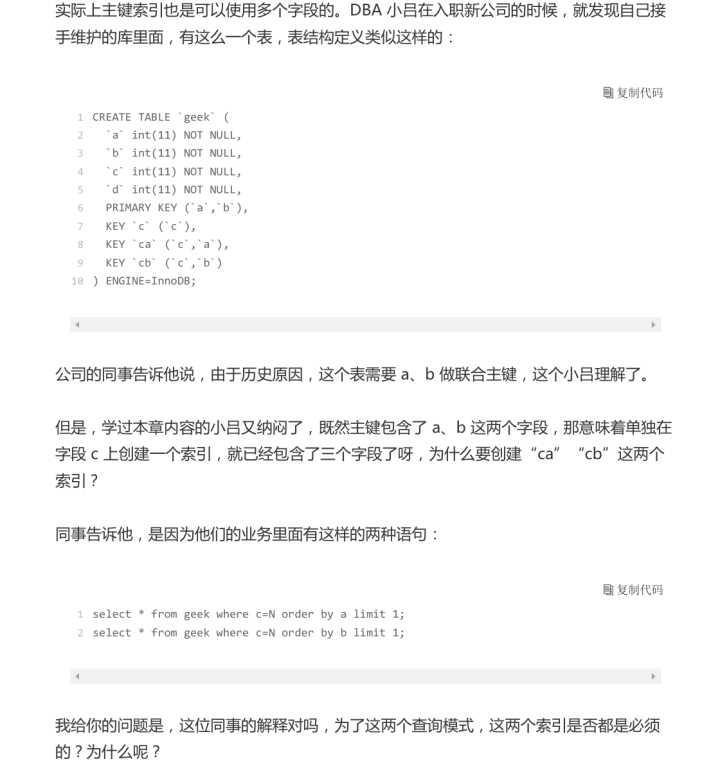 实际上主键索引也是可以使用多个字段的。DBA 小吕在入职新公司的时候，就发现自己接
手维护的库里面，有这么一个表，表结构定义类似这样的：
复制代码
1 CREATE TABLE `geek` (
2 `a` int(11) NOT NULL,
3 `b` int(11) NOT NULL,
4 `c` int(11) NOT NULL,
5 `d` int(11) NOT NULL,
6 PRIMARY KEY (`a`,`b`),
7 KEY `c` (`c`),
8 KEY `ca` (`c`,`a`),
9 KEY `cb` (`c`,`b`)
10 ) ENGINE=InnoDB;
公司的同事告诉他说，由于历史原因，这个表需要 a、b 做联合主键，这个小吕理解了。
但是，学过本章内容的小吕又纳闷了，既然主键包含了 a、b 这两个字段，那意味着单独在
字段 c 上创建一个索引，就已经包含了三个字段了呀，为什么要创建“ca”“cb”这两个
索引？
同事告诉他，是因为他们的业务里面有这样的两种语句：
复制代码
1 select * from geek where c=N order by a limit 1;
2 select * from geek where c=N order by b limit 1;
我给你的问题是，这位同事的解释对吗，为了这两个查询模式，这两个索引是否都是必须
的？为什么呢？